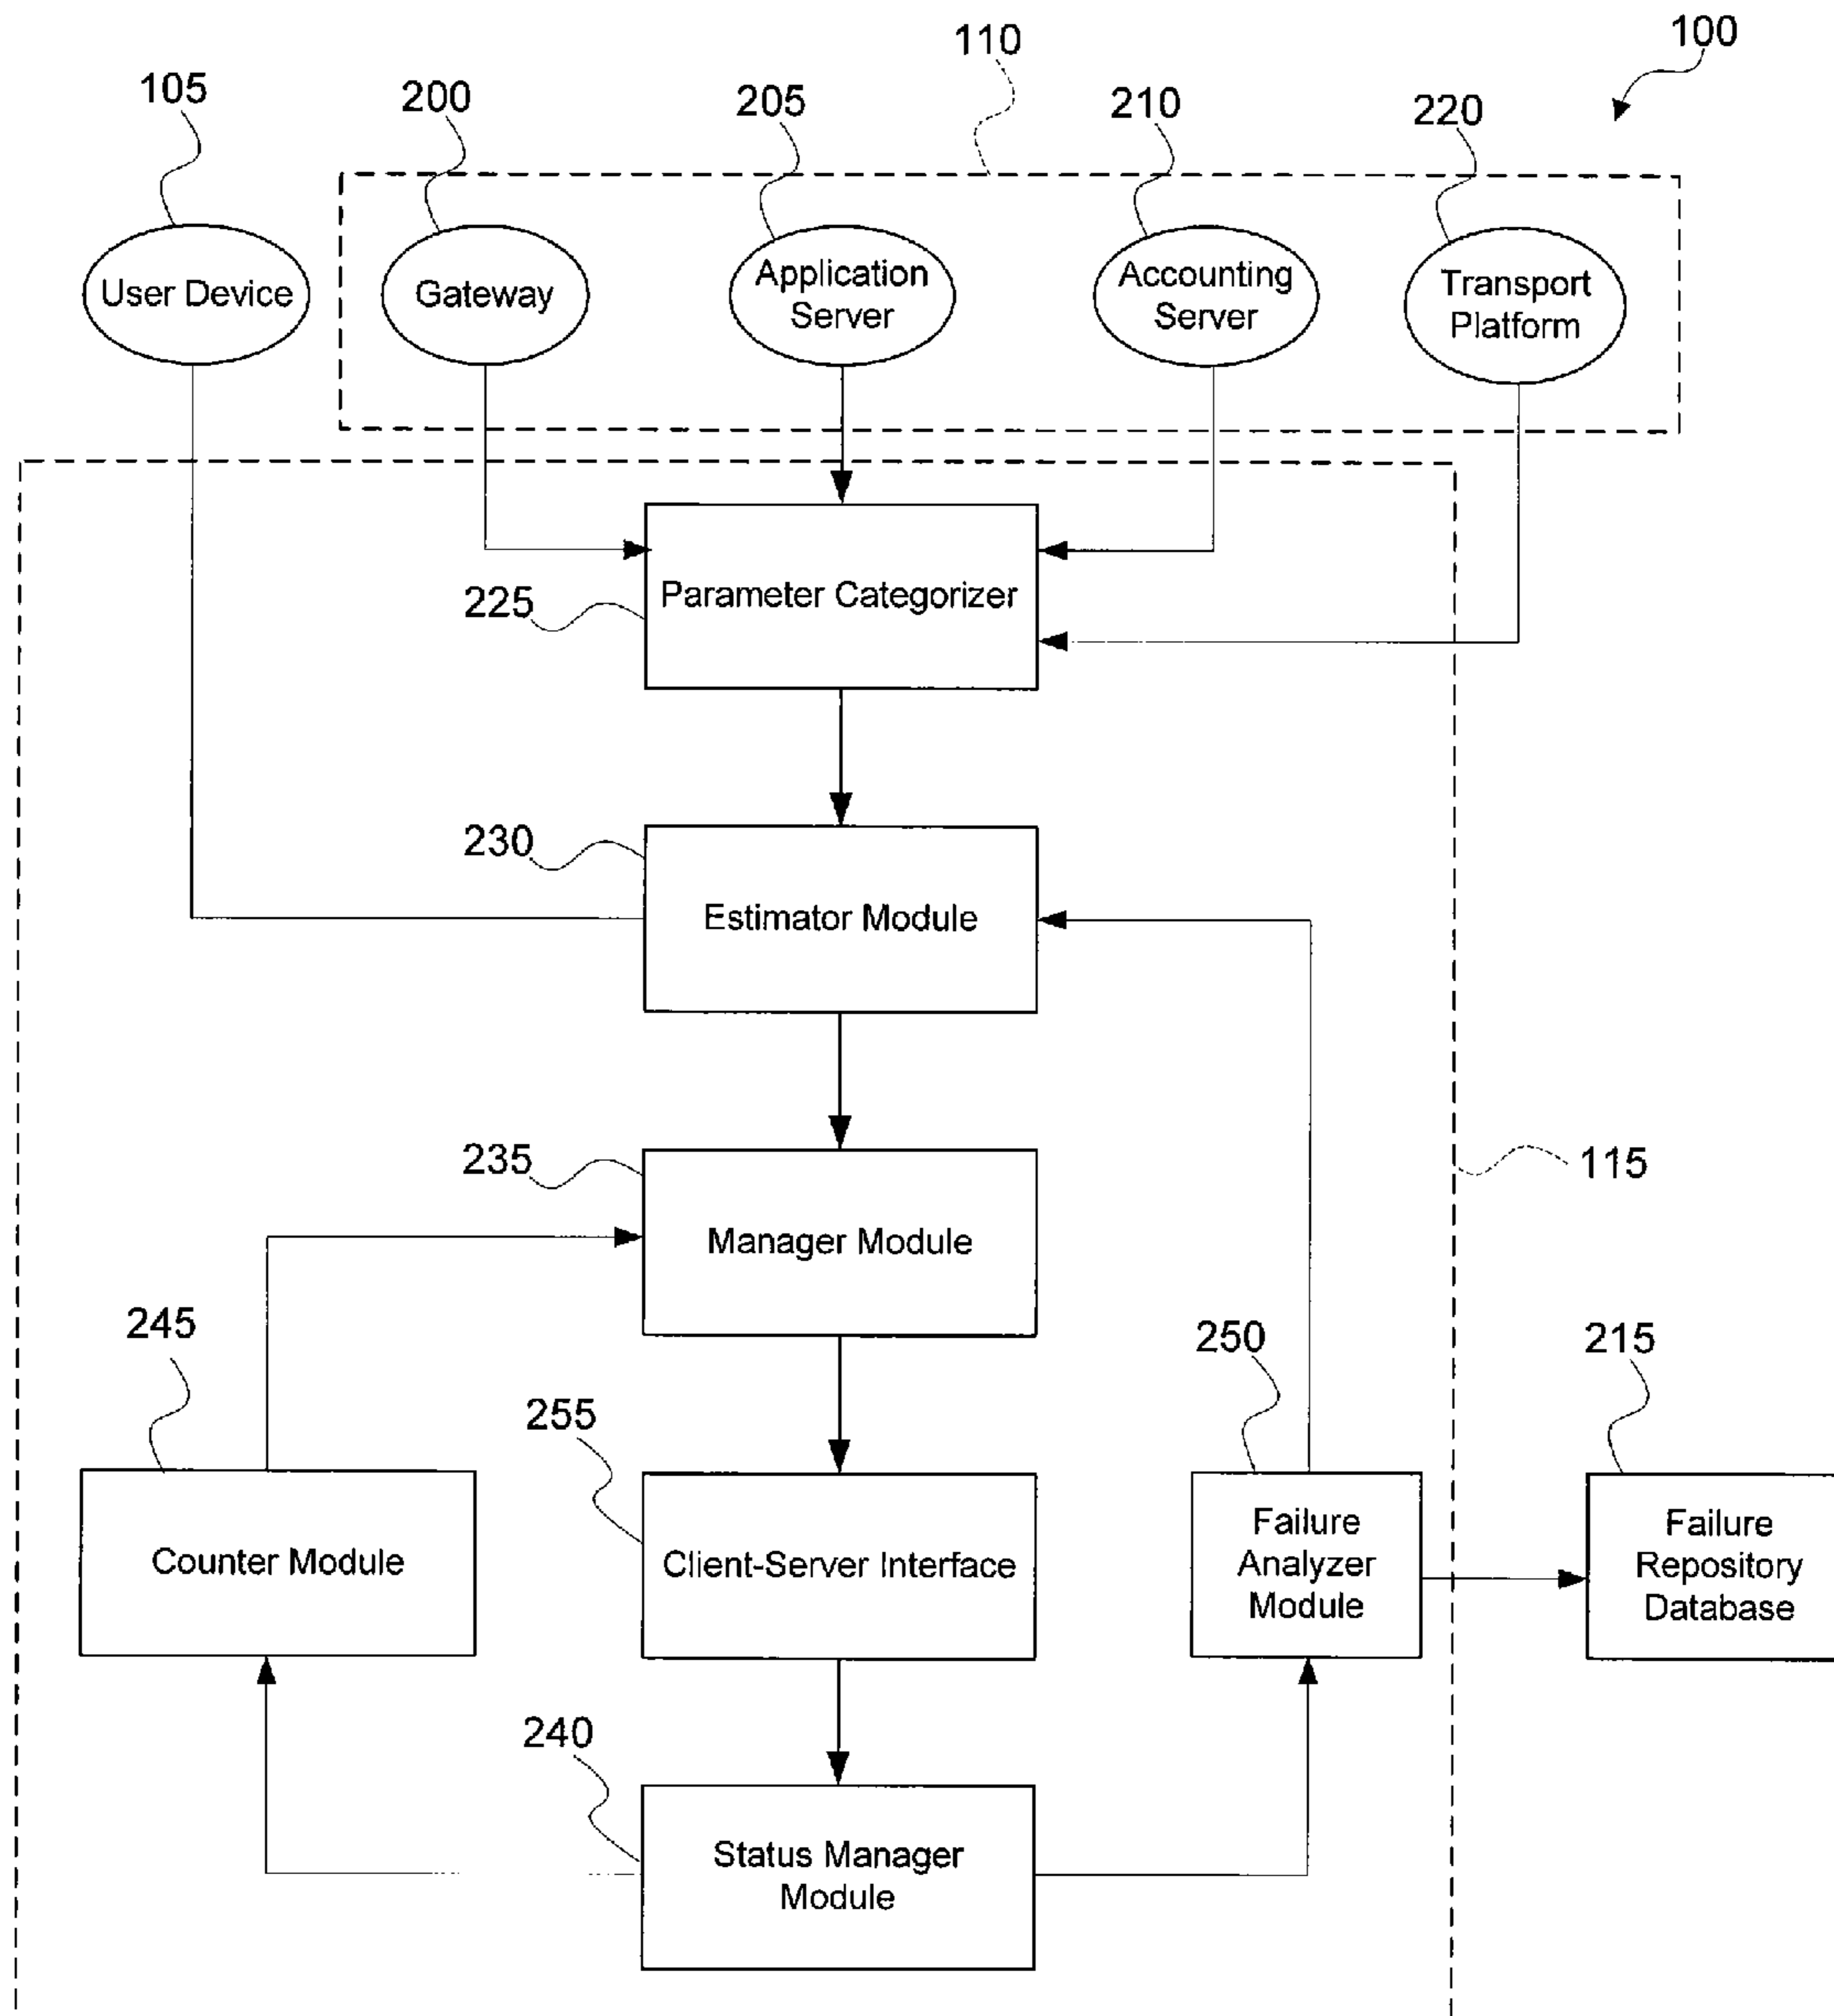 100
110
105
200
205
210
220
User Device
Gateway
Application
Server
Accounting
Server
Transport
Platform
225
Parameter Categorizer
230
Estimator Module
235
Manager Module
115
245
255
250
215
Counter Module
Client-Server Interface
Failure
Analyzer
Module
Failure
Repository
Database
240
Status Manager
Module